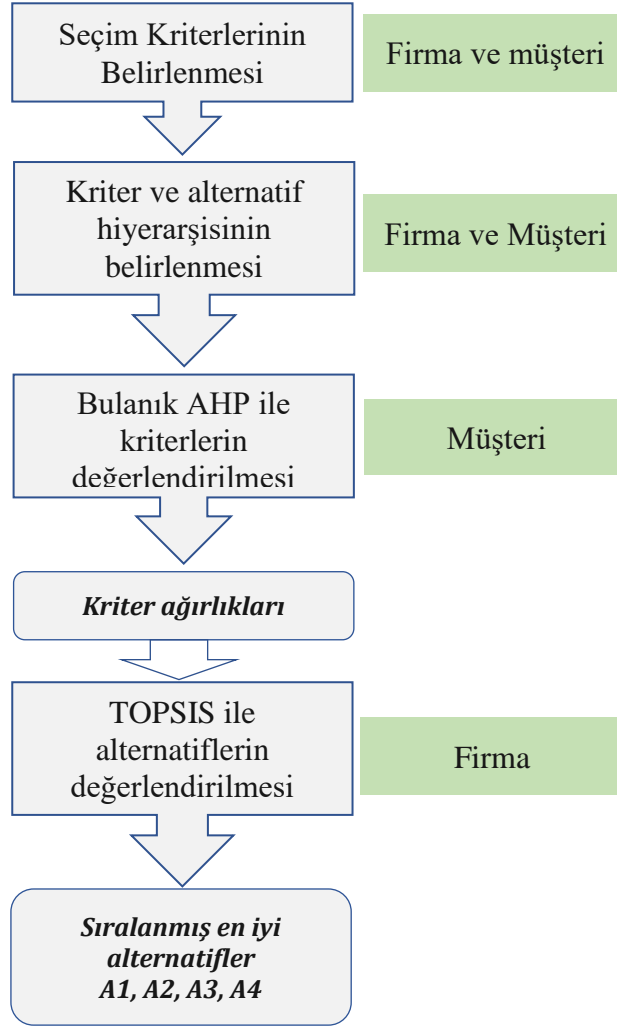 Seçim Kriterlerinin
Belirlenmesi
Firma ve müşteri
Kriter ve alternatif
hiyerarşisinin
belirlenmesi
Firma ve Müşteri
Bulanık AHP ile
kriterlerin
değerlendirilmesi
Müşteri
Kriter ağırlıkları
TOPSIS ile
alternatiflerin
değerlendirilmesi
Firma
Sıralanmış en iyi
alternatifler
A1, A2, A3, A4